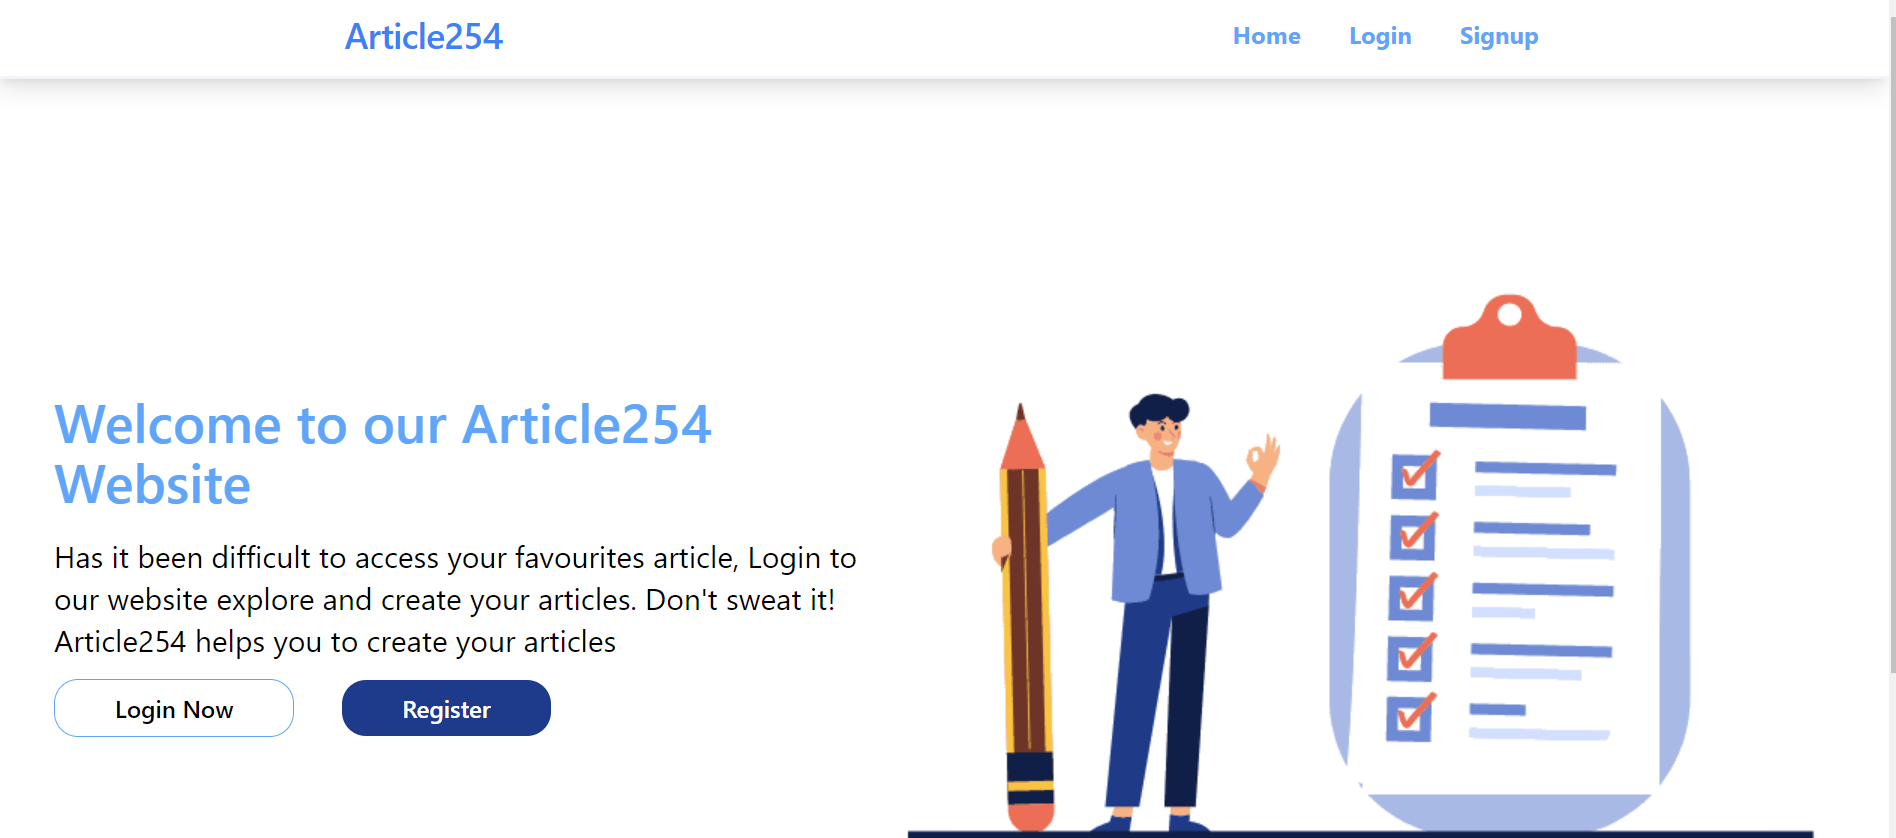 Article254
Home Login Signup
Welcome to our Article254
Website
Has it been difficult to access your favourites article, Login to
our website explore and create your articles. Don't sweat it!
Article254 helps you to create your articles
Login Now Register